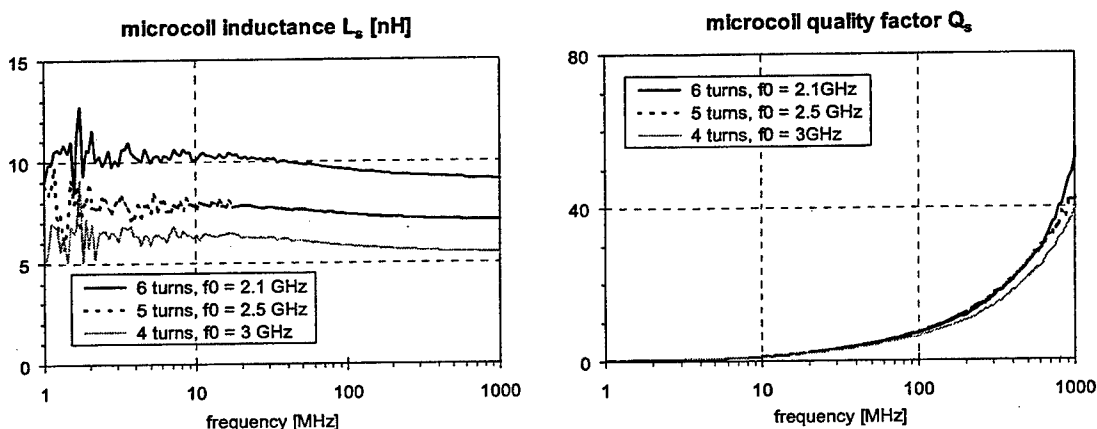 microcoil inductance Ls [nH]
15
10
5
0
6 turns, f0 = 2.1 GHz
5 turns, f0 = 2.5 GHz
4 turns, f0 = 3 GHz
1 10 100 1000
frequency [MHz]
microcoil quality factor Qs
80
40
0
6 turns, f0 = 2.1GHz
5 turns, f0 = 2.5 GHz
4 turns, f0 = 3GHz
1 10 100 1000
frequency [MHz]